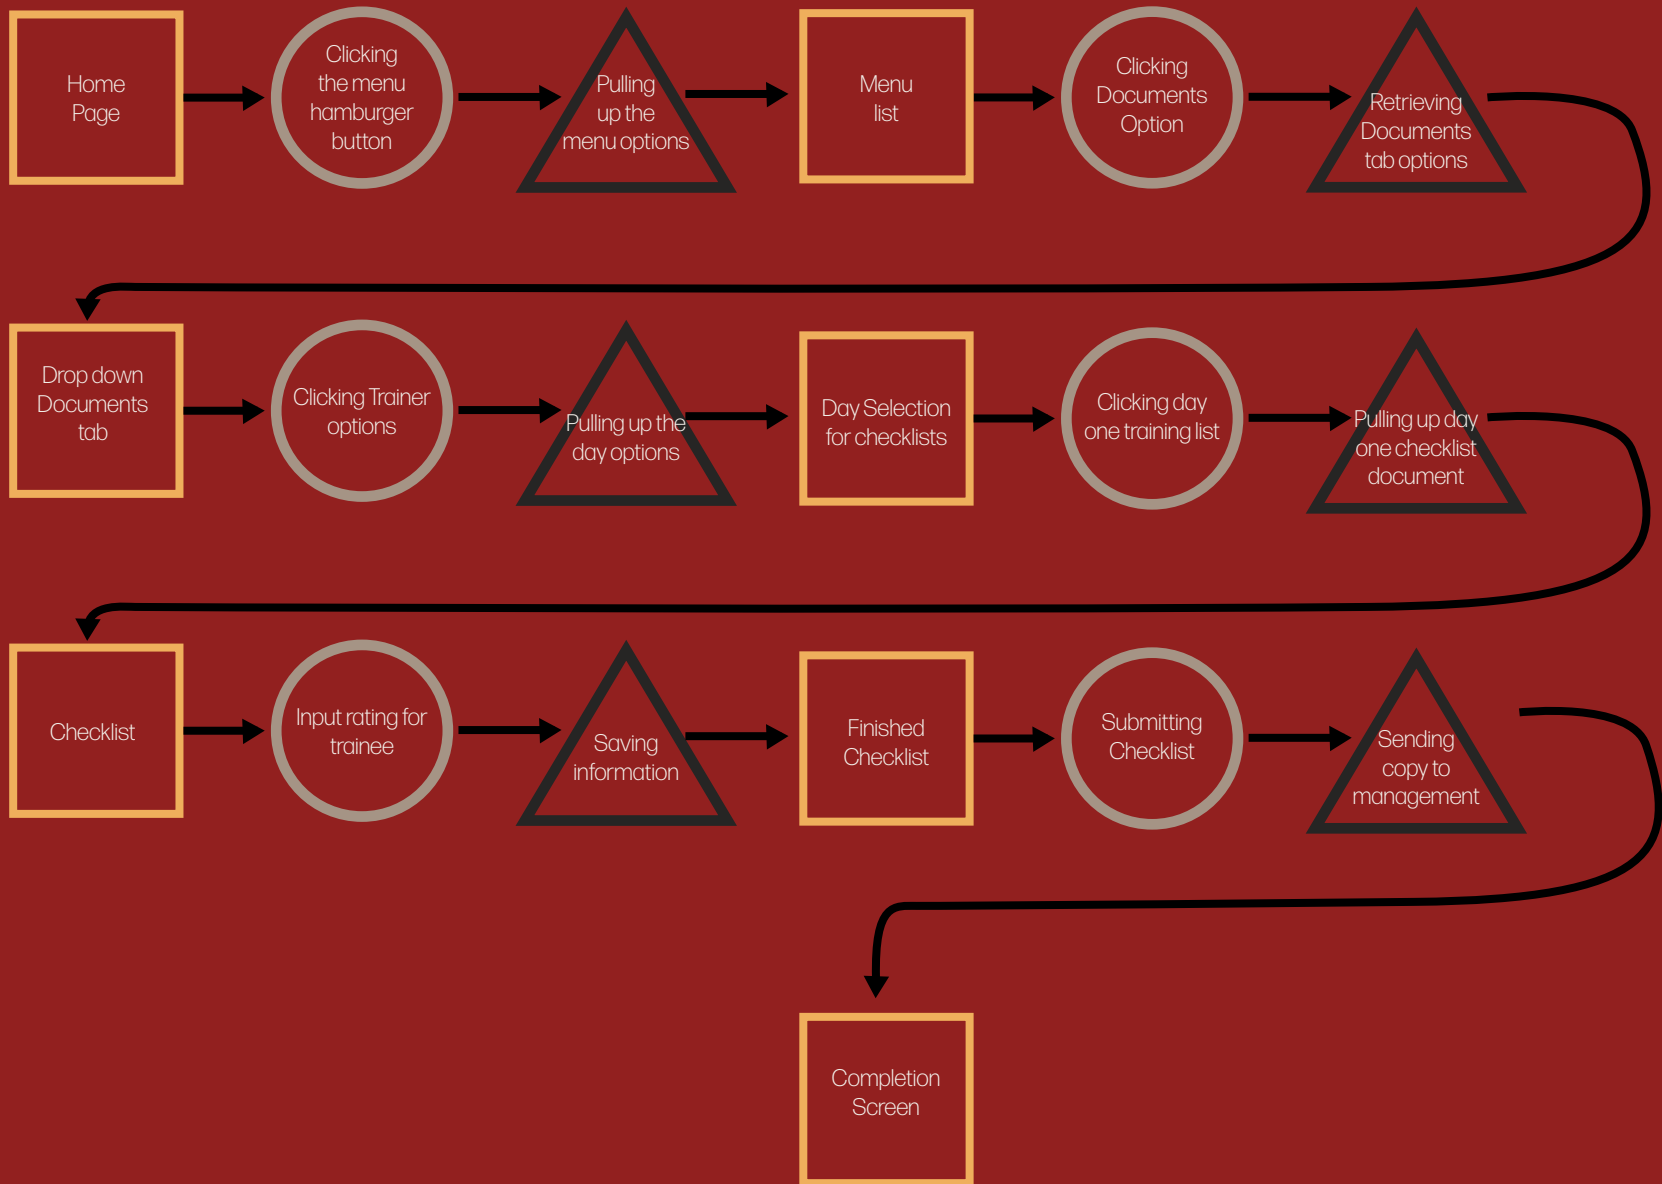 Home
Page
Clicking
the menu
hamburger
button
Pulling
up the
menu options
Menu
list
Clicking
Documents
Option
Retrieving
Documents
tab options
Drop down
Documents
tab
Clicking Trainer
options
Pulling up the
day options
Day Selection
for checklists
Clicking day
one training list
Pulling up day
one checklist
document
Checklist
Input rating for
trainee
Saving
information
Finished
Checklist
Submitting
Checklist
Sending
copy to
management
Completion
Screen